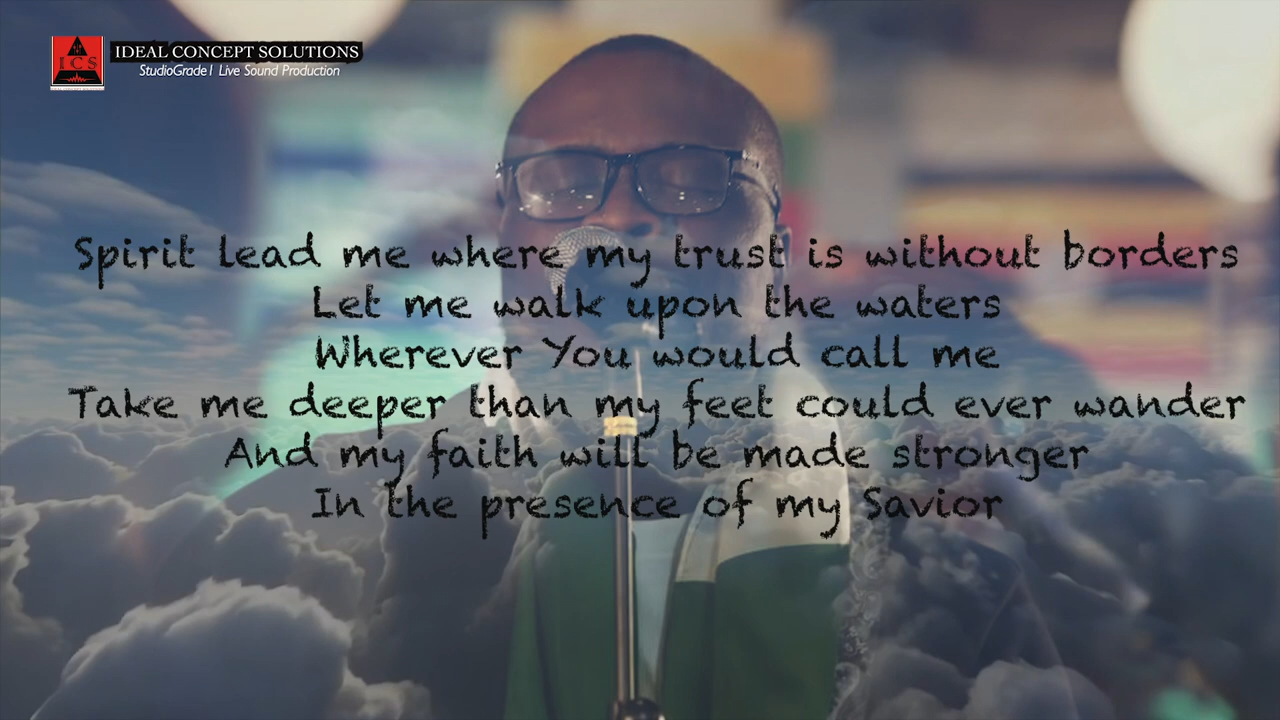 ICS
IDEAL CONCEPT SOLUTIONS
StudioGrade1 Live Sound Production
Spirit lead me where my trust is without borders
Let me walk upon the waters
Wherever You would call me
Take me deeper than my feet could ever wander
And my faith will be made stronger
In the presence of my Savior